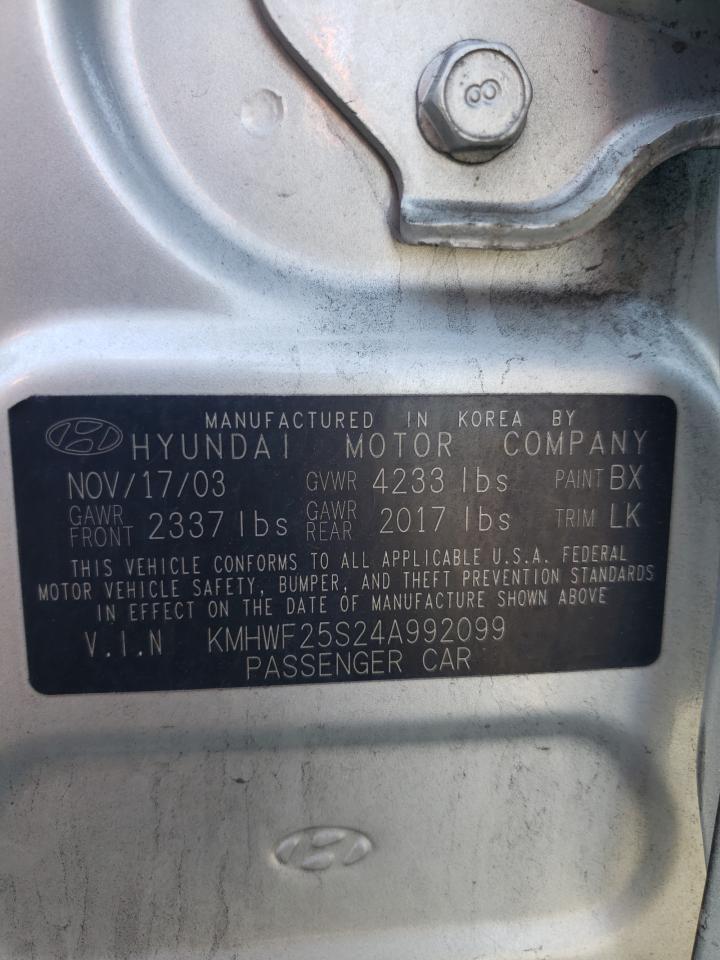 8
MANUFACTURED IN KOREA BY
HYUNDAI MOTOR COMPANY
NOV/17/03 GVWR 4233 lbs PAINT BX
GAWR FRONT 2337 lbs GAWR REAR 2017 lbs TRIM LK
THIS VEHICLE CONFORMS TO ALL APPLICABLE U.S.A. FEDERAL
MOTOR VEHICLE SAFETY, BUMPER, AND THEFT PREVENTION STANDARDS
IN EFFECT ON THE DATE OF MANUFACTURE SHOWN ABOVE
V.I.N KMHWF25S24A992099
PASSENGER CAR